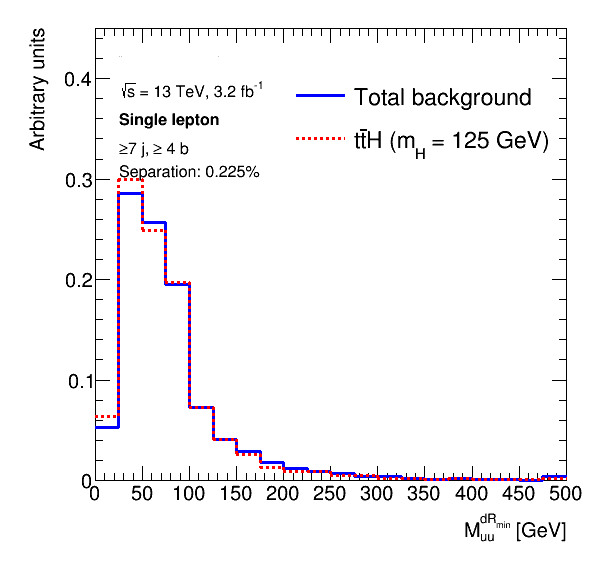 Arbitrary units
0.4
0.3
0.2
0.1
0
√s = 13 TeV, 3.2 fb⁻¹
Single lepton
≥7 j, ≥ 4 b
Separation: 0.225%
Total background
tt̄H (m_H = 125 GeV)
0 50 100 150 200 250 300 350 400 450 500
M_uu^dR_min [GeV]